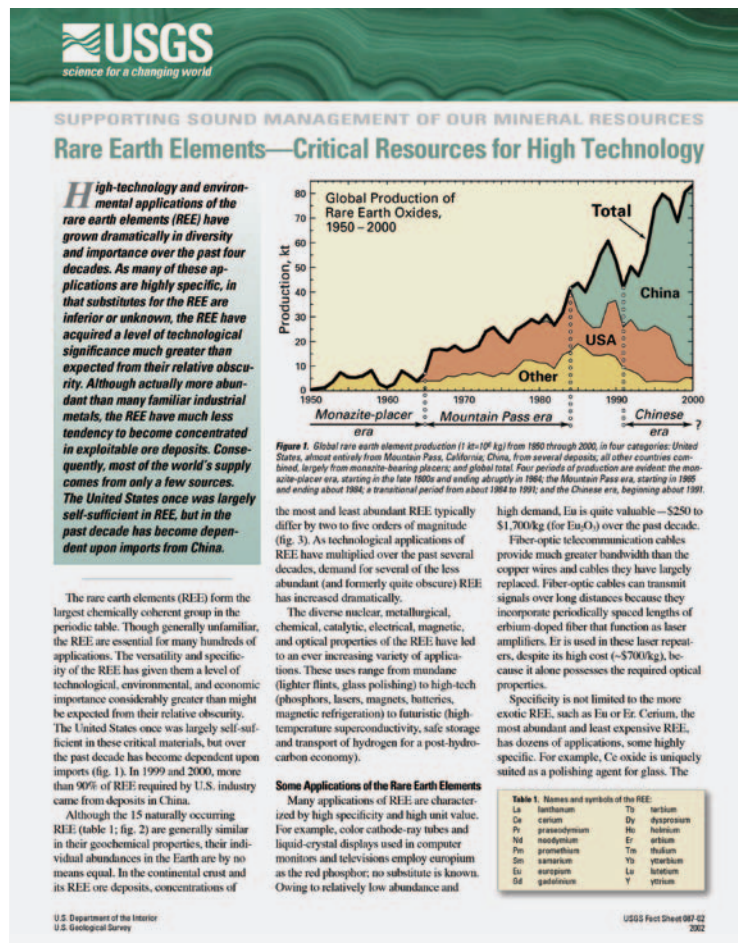 USGS
science for a changing world
SUPPORTING SOUND MANAGEMENT OF OUR MINERAL RESOURCES
Rare Earth Elements—Critical Resources for High Technology
High-technology and environ-
mental applications of the
rare earth elements (REE) have
grown dramatically in diversity
and importance over the past four
decades. As many of these ap-
plications are highly specific, in
that substitutes for the REE are
inferior or unknown, the REE have
acquired a level of technological
significance much greater than
expected from their relative obscu-
rity. Although actually more abun-
dant than many familiar industrial
metals, the REE have much less
tendency to become concentrated
in exploitable ore deposits. Conse-
quently, most of the world's supply
comes from only a few sources.
The United States once was largely
self-sufficient in REE, but in the
past decade has become depen-
dent upon imports from China.
The rare earth elements (REE) form the
largest chemically coherent group in the
periodic table. Though generally unfamiliar,
the REE are essential for many hundreds of
applications. The versatility and specific-
ity of the REE has given them a level of
technological, environmental, and economic
importance considerably greater than might
be expected from their relative obscurity.
The United States once was largely self-suf-
ficient in these critical materials, but over
the past decade has become dependent upon
imports (fig. 1). In 1999 and 2000, more
than 90% of REE required by U.S. industry
came from deposits in China.
Although the 15 naturally occurring
REE (table 1; fig. 2) are generally similar
in their geochemical properties, their indi-
vidual abundances in the Earth are by no
means equal. In the continental crust and
its REE ore deposits, concentrations of
Global Production of
Rare Earth Oxides,
1950 – 2000
Total
China
USA
Other
Production, kt
80
70
60
50
40
30
20
10
0
1950
1960
1970
1980
1990
2000
Monazite-placer
era
Mountain Pass era
Chinese
era
?
Figure 1. Global rare earth element production (1 kt=10⁶ kg) from 1950 through 2000, in four categories: United
States, almost entirely from Mountain Pass, California; China, from several deposits; all other countries com-
bined, largely from monazite-bearing placers; and global total. Four periods of production are evident: the mon-
azite-placer era, starting in the late 1800s and ending abruptly in 1964; the Mountain Pass era, starting in 1965
and ending about 1984; a transitional period from about 1984 to 1991; and the Chinese era, beginning about 1991.
the most and least abundant REE typically
differ by two to five orders of magnitude
(fig. 3). As technological applications of
REE have multiplied over the past several
decades, demand for several of the less
abundant (and formerly quite obscure) REE
has increased dramatically.
The diverse nuclear, metallurgical,
chemical, catalytic, electrical, magnetic,
and optical properties of the REE have led
to an ever increasing variety of applica-
tions. These uses range from mundane
(lighter flints, glass polishing) to high-tech
(phosphors, lasers, magnets, batteries,
magnetic refrigeration) to futuristic (high-
temperature superconductivity, safe storage
and transport of hydrogen for a post-hydro-
carbon economy).
Some Applications of the Rare Earth Elements
Many applications of REE are character-
ized by high specificity and high unit value.
For example, color cathode-ray tubes and
liquid-crystal displays used in computer
monitors and televisions employ europium
as the red phosphor; no substitute is known.
Owing to relatively low abundance and
high demand, Eu is quite valuable—$250 to
$1,700/kg (for Eu₂O₃) over the past decade.
Fiber-optic telecommunication cables
provide much greater bandwidth than the
copper wires and cables they have largely
replaced. Fiber-optic cables can transmit
signals over long distances because they
incorporate periodically spaced lengths of
erbium-doped fiber that function as laser
amplifiers. Er is used in these laser repeat-
ers, despite its high cost (~$700/kg), be-
cause it alone possesses the required optical
properties.
Specificity is not limited to the more
exotic REE, such as Eu or Er. Cerium, the
most abundant and least expensive REE,
has dozens of applications, some highly
specific. For example, Ce oxide is uniquely
suited as a polishing agent for glass. The
Table 1. Names and symbols of the REE:
La lanthanum Tb terbium
Ce cerium Dy dysprosium
Pr praseodymium Ho holmium
Nd neodymium Er erbium
Pm promethium Tm thulium
Sm samarium Yb ytterbium
Eu europium Lu lutetium
Gd gadolinium Y yttrium
U.S. Department of the Interior
U.S. Geological Survey
USGS Fact Sheet 087-02
2002